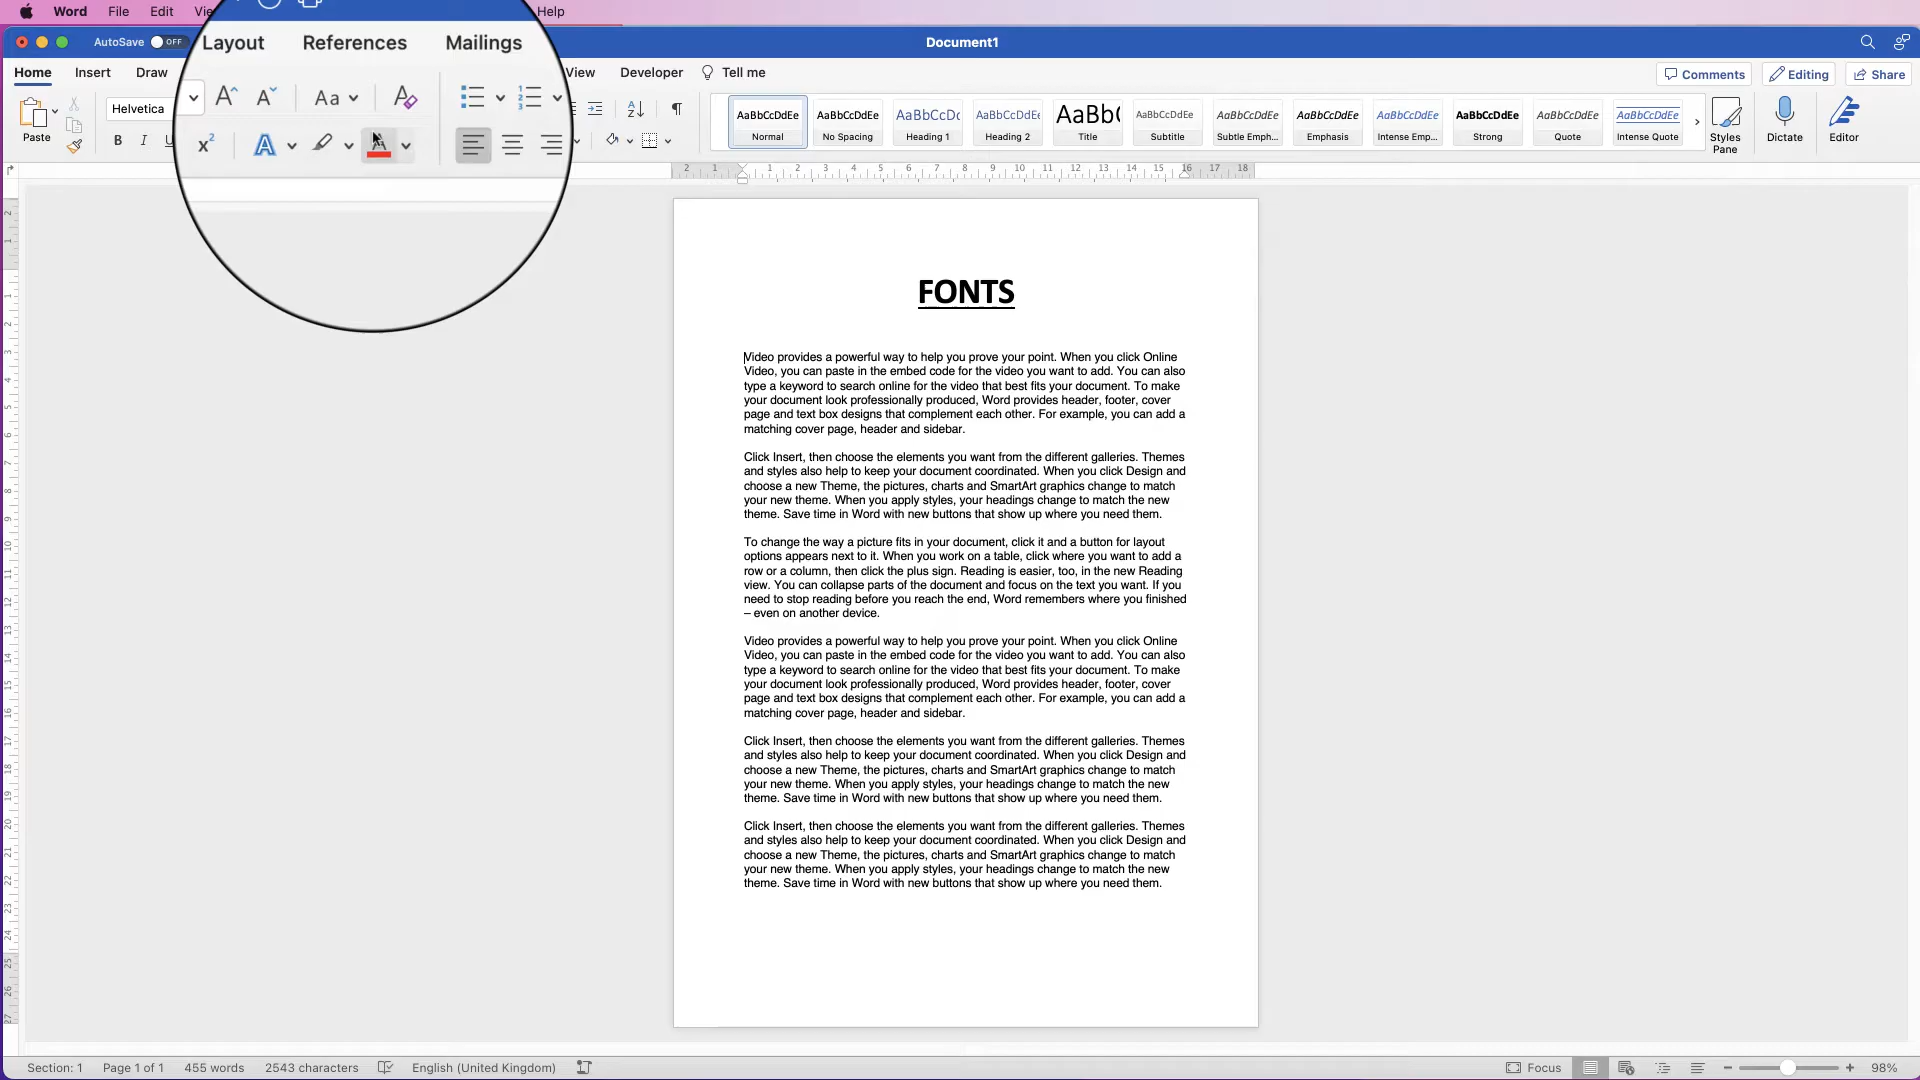 Word File Edit Help
AutoSave OFF
Document1
Layout References Mailings
Home Insert Draw View Developer Tell me
Comments Editing Share
Paste
Helvetica
Aa
B I U
x²
A A
¶
AaBbCcDdEe
Normal
AaBbCcDdEe
No Spacing
AaBbCcDc
Heading 1
AaBbCcDdEe
Heading 2
AaBb(
Title
AaBbCcDdEe
Subtitle
AaBbCcDdEe
Subtle Emph...
AaBbCcDdEe
Emphasis
AaBbCcDdEe
Intense Emp...
AaBbCcDdEe
Strong
AaBbCcDdEe
Quote
AaBbCcDdEe
Intense Quote
Styles
Pane
Dictate
Editor
2 1 1 2 3 4 5 6 7 8 9 10 11 12 13 14 15 16 17 18
FONTS
Video provides a powerful way to help you prove your point. When you click Online
Video, you can paste in the embed code for the video you want to add. You can also
type a keyword to search online for the video that best fits your document. To make
your document look professionally produced, Word provides header, footer, cover
page and text box designs that complement each other. For example, you can add a
matching cover page, header and sidebar.
Click Insert, then choose the elements you want from the different galleries. Themes
and styles also help to keep your document coordinated. When you click Design and
choose a new Theme, the pictures, charts and SmartArt graphics change to match
your new theme. When you apply styles, your headings change to match the new
theme. Save time in Word with new buttons that show up where you need them.
To change the way a picture fits in your document, click it and a button for layout
options appears next to it. When you work on a table, click where you want to add a
row or a column, then click the plus sign. Reading is easier, too, in the new Reading
view. You can collapse parts of the document and focus on the text you want. If you
need to stop reading before you reach the end, Word remembers where you finished
– even on another device.
Video provides a powerful way to help you prove your point. When you click Online
Video, you can paste in the embed code for the video you want to add. You can also
type a keyword to search online for the video that best fits your document. To make
your document look professionally produced, Word provides header, footer, cover
page and text box designs that complement each other. For example, you can add a
matching cover page, header and sidebar.
Click Insert, then choose the elements you want from the different galleries. Themes
and styles also help to keep your document coordinated. When you click Design and
choose a new Theme, the pictures, charts and SmartArt graphics change to match
your new theme. When you apply styles, your headings change to match the new
theme. Save time in Word with new buttons that show up where you need them.
Click Insert, then choose the elements you want from the different galleries. Themes
and styles also help to keep your document coordinated. When you click Design and
choose a new Theme, the pictures, charts and SmartArt graphics change to match
your new theme. When you apply styles, your headings change to match the new
theme. Save time in Word with new buttons that show up where you need them.
Section: 1 Page 1 of 1 455 words 2543 characters English (United Kingdom) Focus 98%